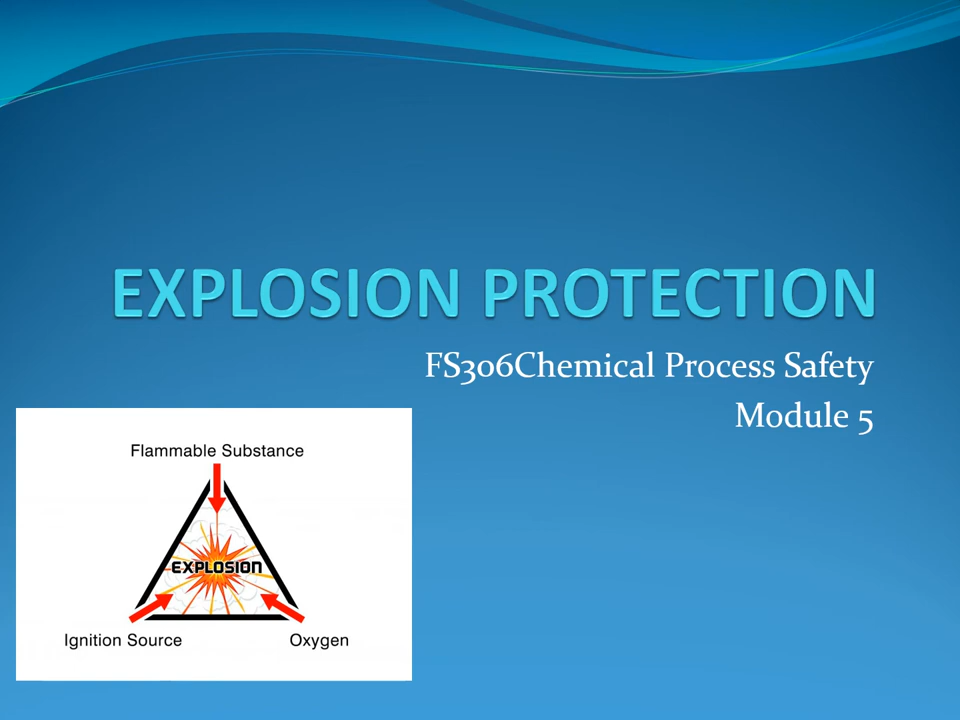 EXPLOSION PROTECTION
FS306Chemical Process Safety
Module 5
Flammable Substance
EXPLOSION
Ignition Source
Oxygen